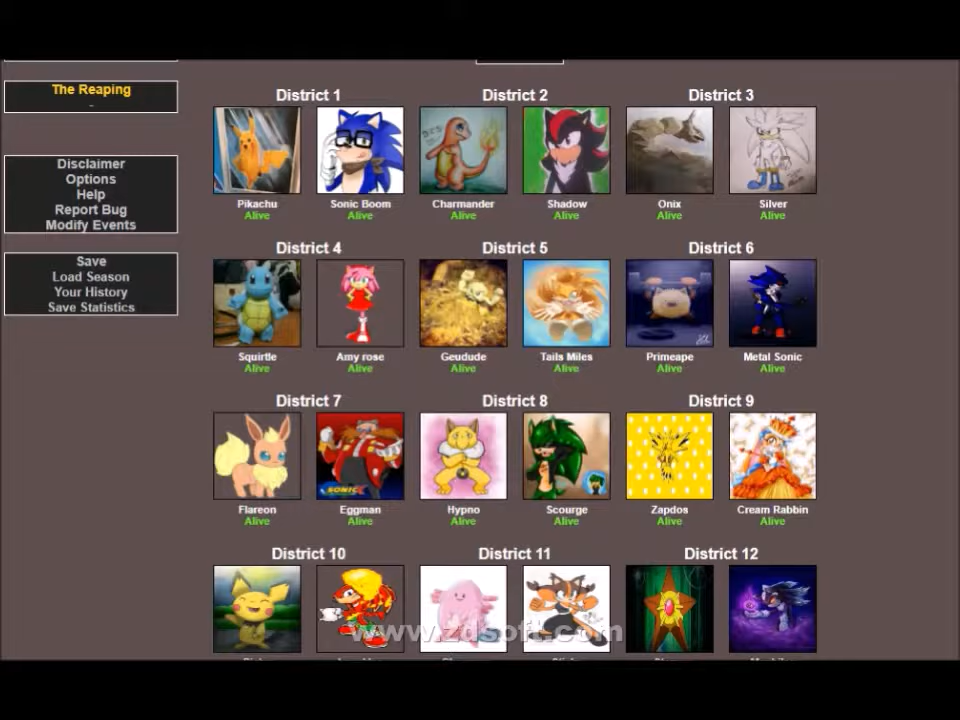 The Reaping
-
Disclaimer
Options
Help
Report Bug
Modify Events
Save
Load Season
Your History
Save Statistics
District 1 District 2 District 3
Pikachu Sonic Boom Charmander Shadow Onix Silver
Alive Alive Alive Alive Alive Alive
District 4 District 5 District 6
Squirtle Amy rose Geudude Tails Miles Primeape Metal Sonic
Alive Alive Alive Alive Alive Alive
District 7 District 8 District 9
SONIC
Flareon Eggman Hypno Scourge Zapdos Cream Rabbin
Alive Alive Alive Alive Alive Alive
District 10 District 11 District 12
www.zdsoft.com